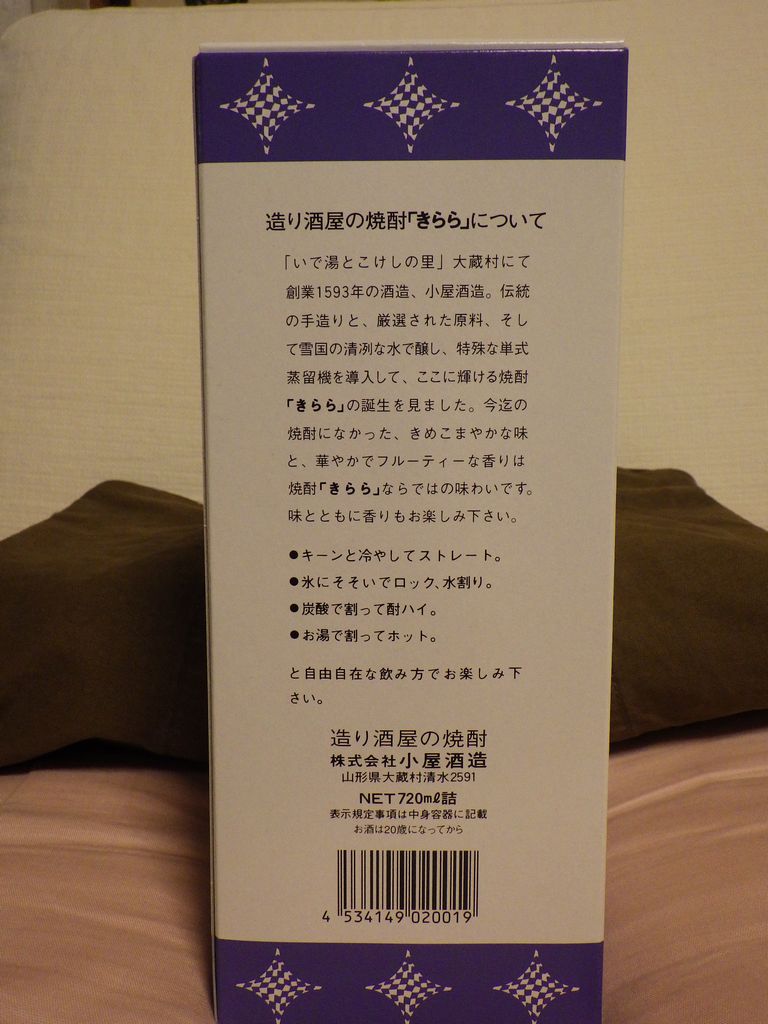 造り酒屋の焼酎「きらら」について
「いで湯とこけしの里」大蔵村にて
創業1593年の酒造、小屋酒造。伝統
の手造りと、厳選された原料、そし
て雪国の清冽な水で醸し、特殊な単式
蒸留機を導入して、ここに輝ける焼酎
「きらら」の誕生を見ました。今迄の
焼酎になかった、きめこまやかな味
と、華やかでフルーティーな香りは
焼酎「きらら」ならではの味わいです。
味とともに香りもお楽しみ下さい。
●キーンと冷やしてストレート。
●氷にそそいでロック、水割り。
●炭酸で割って酎ハイ。
●お湯で割ってホット。
と自由自在な飲み方でお楽しみ下
さい。
造り酒屋の焼酎
株式会社小屋酒造
山形県大蔵村清水2591
NET720mℓ詰
表示規定事項は中身容器に記載
お酒は20歳になってから
4 534149 020019